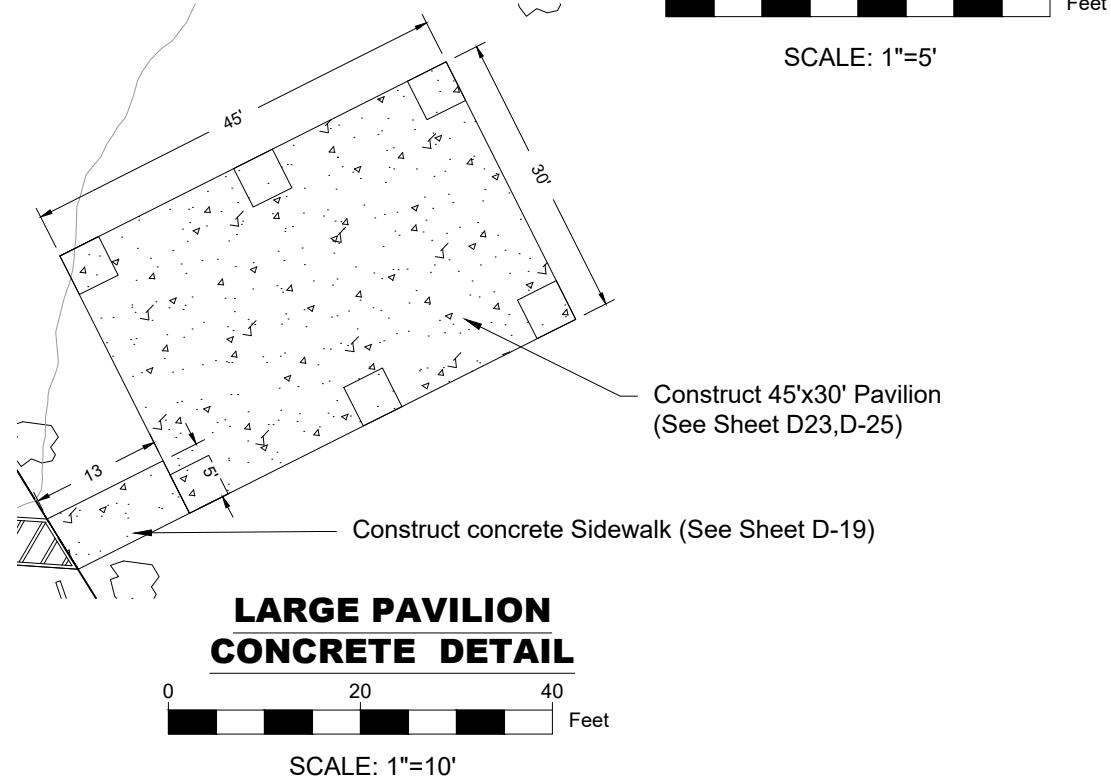 Feet
SCALE: 1"=5'
45'
30'
Construct 45'x30' Pavilion
(See Sheet D23,D-25)
13
5'
Construct concrete Sidewalk (See Sheet D-19)
LARGE PAVILION
CONCRETE DETAIL
0 20 40
Feet
SCALE: 1"=10'